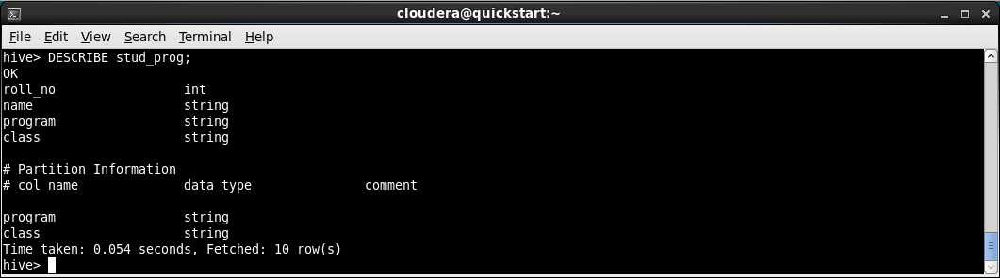 cloudera@quickstart:~
File Edit View Search Terminal Help
hive> DESCRIBE stud_prog;
OK
roll_no int
name string
program string
class string
# Partition Information
# col_name data_type comment
program string
class string
Time taken: 0.054 seconds, Fetched: 10 row(s)
hive>